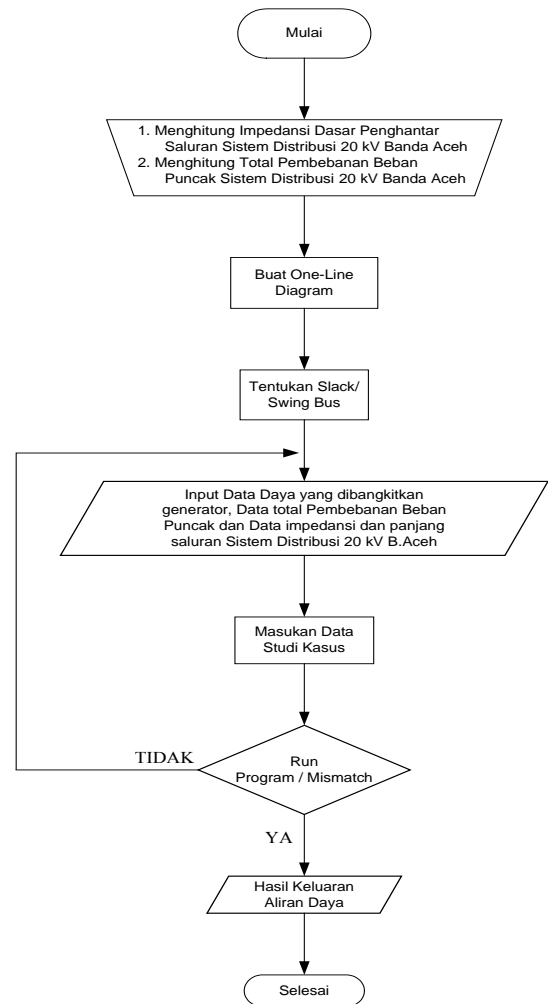 Mulai
1. Menghitung Impedansi Dasar Penghantar
Saluran Sistem Distribusi 20 kV Banda Aceh
2. Menghitung Total Pembebanan Beban
Puncak Sistem Distribusi 20 kV Banda Aceh
Buat One-Line
Diagram
Tentukan Slack/
Swing Bus
Input Data Daya yang dibangkitkan
generator, Data total Pembebanan Beban
Puncak dan Data impedansi dan panjang
saluran Sistem Distribusi 20 kV B.Aceh
Masukan Data
Studi Kasus
TIDAK
Run
Program / Mismatch
YA
Hasil Keluaran
Aliran Daya
Selesai